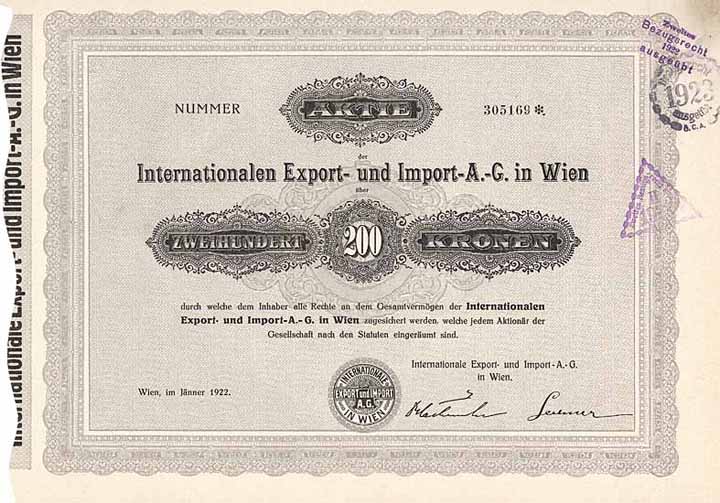 Internationale Export- und Import-A.-G. in Wien
Zweites
Bezugsrecht
1922
ausgeübt
1923
ausgeübt
B.C.A.
II
NUMMER AKTIE 305169*
der
Internationalen Export- und Import-A.-G. in Wien
über
ZWEIHUNDERT 200 KRONEN
durch welche dem Inhaber alle Rechte an dem Gesamtvermögen der Internationalen
Export- und Import-A.-G. in Wien zugesichert werden, welche jedem Aktionär der
Gesellschaft nach den Statuten eingeräumt sind.
Internationale Export- und Import-A.-G.
in Wien.
Wien, im Jänner 1922.
INTERNATIONALE
EXPORT und IMPORT
A.G.
IN WIEN